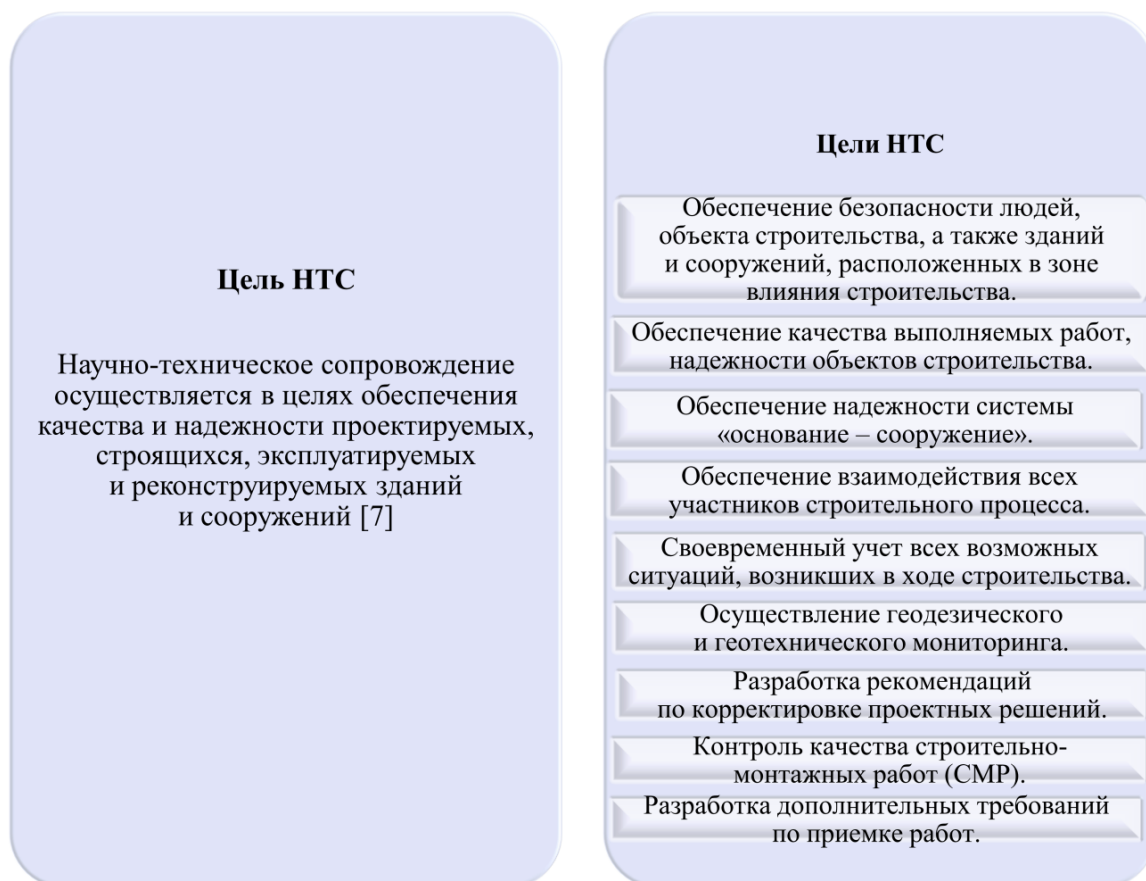 Цель НТС
Научно-техническое сопровождение
осуществляется в целях обеспечения
качества и надежности проектируемых,
строящихся, эксплуатируемых
и реконструируемых зданий
и сооружений [7]
Цели НТС
Обеспечение безопасности людей,
объекта строительства, а также зданий
и сооружений, расположенных в зоне
влияния строительства.
Обеспечение качества выполняемых работ,
надежности объектов строительства.
Обеспечение надежности системы
«основание – сооружение».
Обеспечение взаимодействия всех
участников строительного процесса.
Своевременный учет всех возможных
ситуаций, возникших в ходе строительства.
Осуществление геодезического
и геотехнического мониторинга.
Разработка рекомендаций
по корректировке проектных решений.
Контроль качества строительно-
монтажных работ (СМР).
Разработка дополнительных требований
по приемке работ.